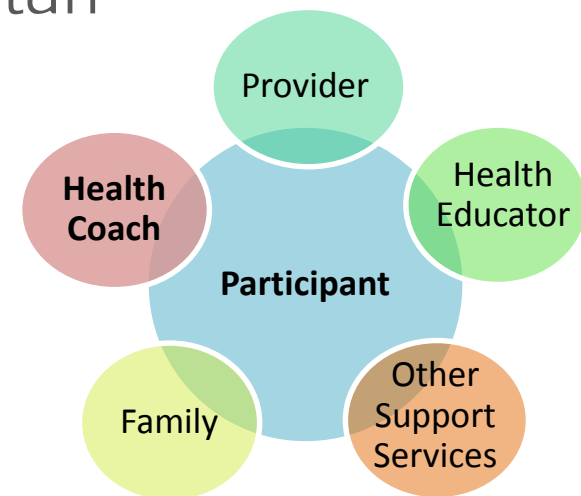 Provider
Health
Coach
Health
Educator
Participant
Family
Other
Support
Services